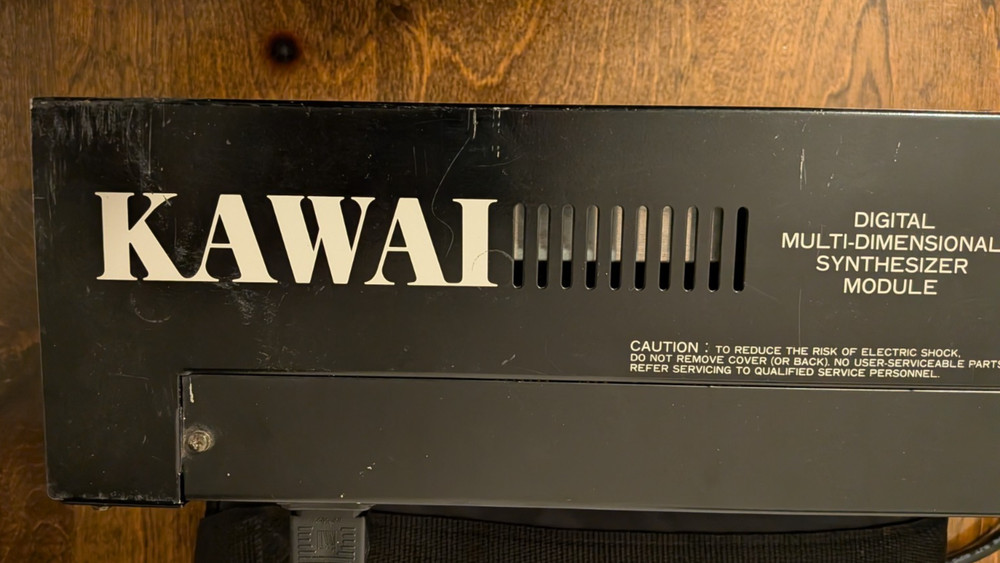 KAWAI
DIGITAL
MULTI-DIMENSIONAL
SYNTHESIZER
MODULE
CAUTION : TO REDUCE THE RISK OF ELECTRIC SHOCK,
DO NOT REMOVE COVER (OR BACK). NO USER-SERVICEABLE PARTS
REFER SERVICING TO QUALIFIED SERVICE PERSONNEL.